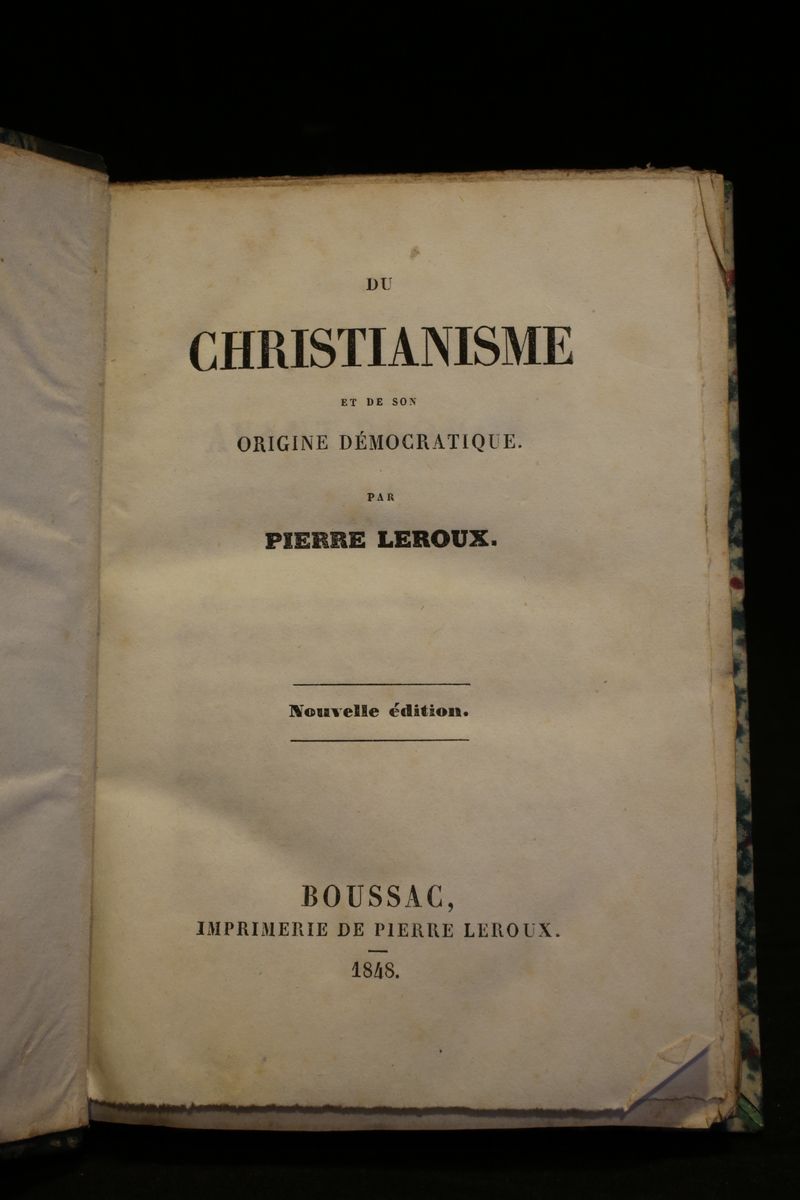 DU
CHRISTIANISME
ET DE SON
ORIGINE DÉMOCRATIQUE.
PAR
PIERRE LEROUX.
Nouvelle édition.
BOUSSAC,
IMPRIMERIE DE PIERRE LEROUX.
1848.